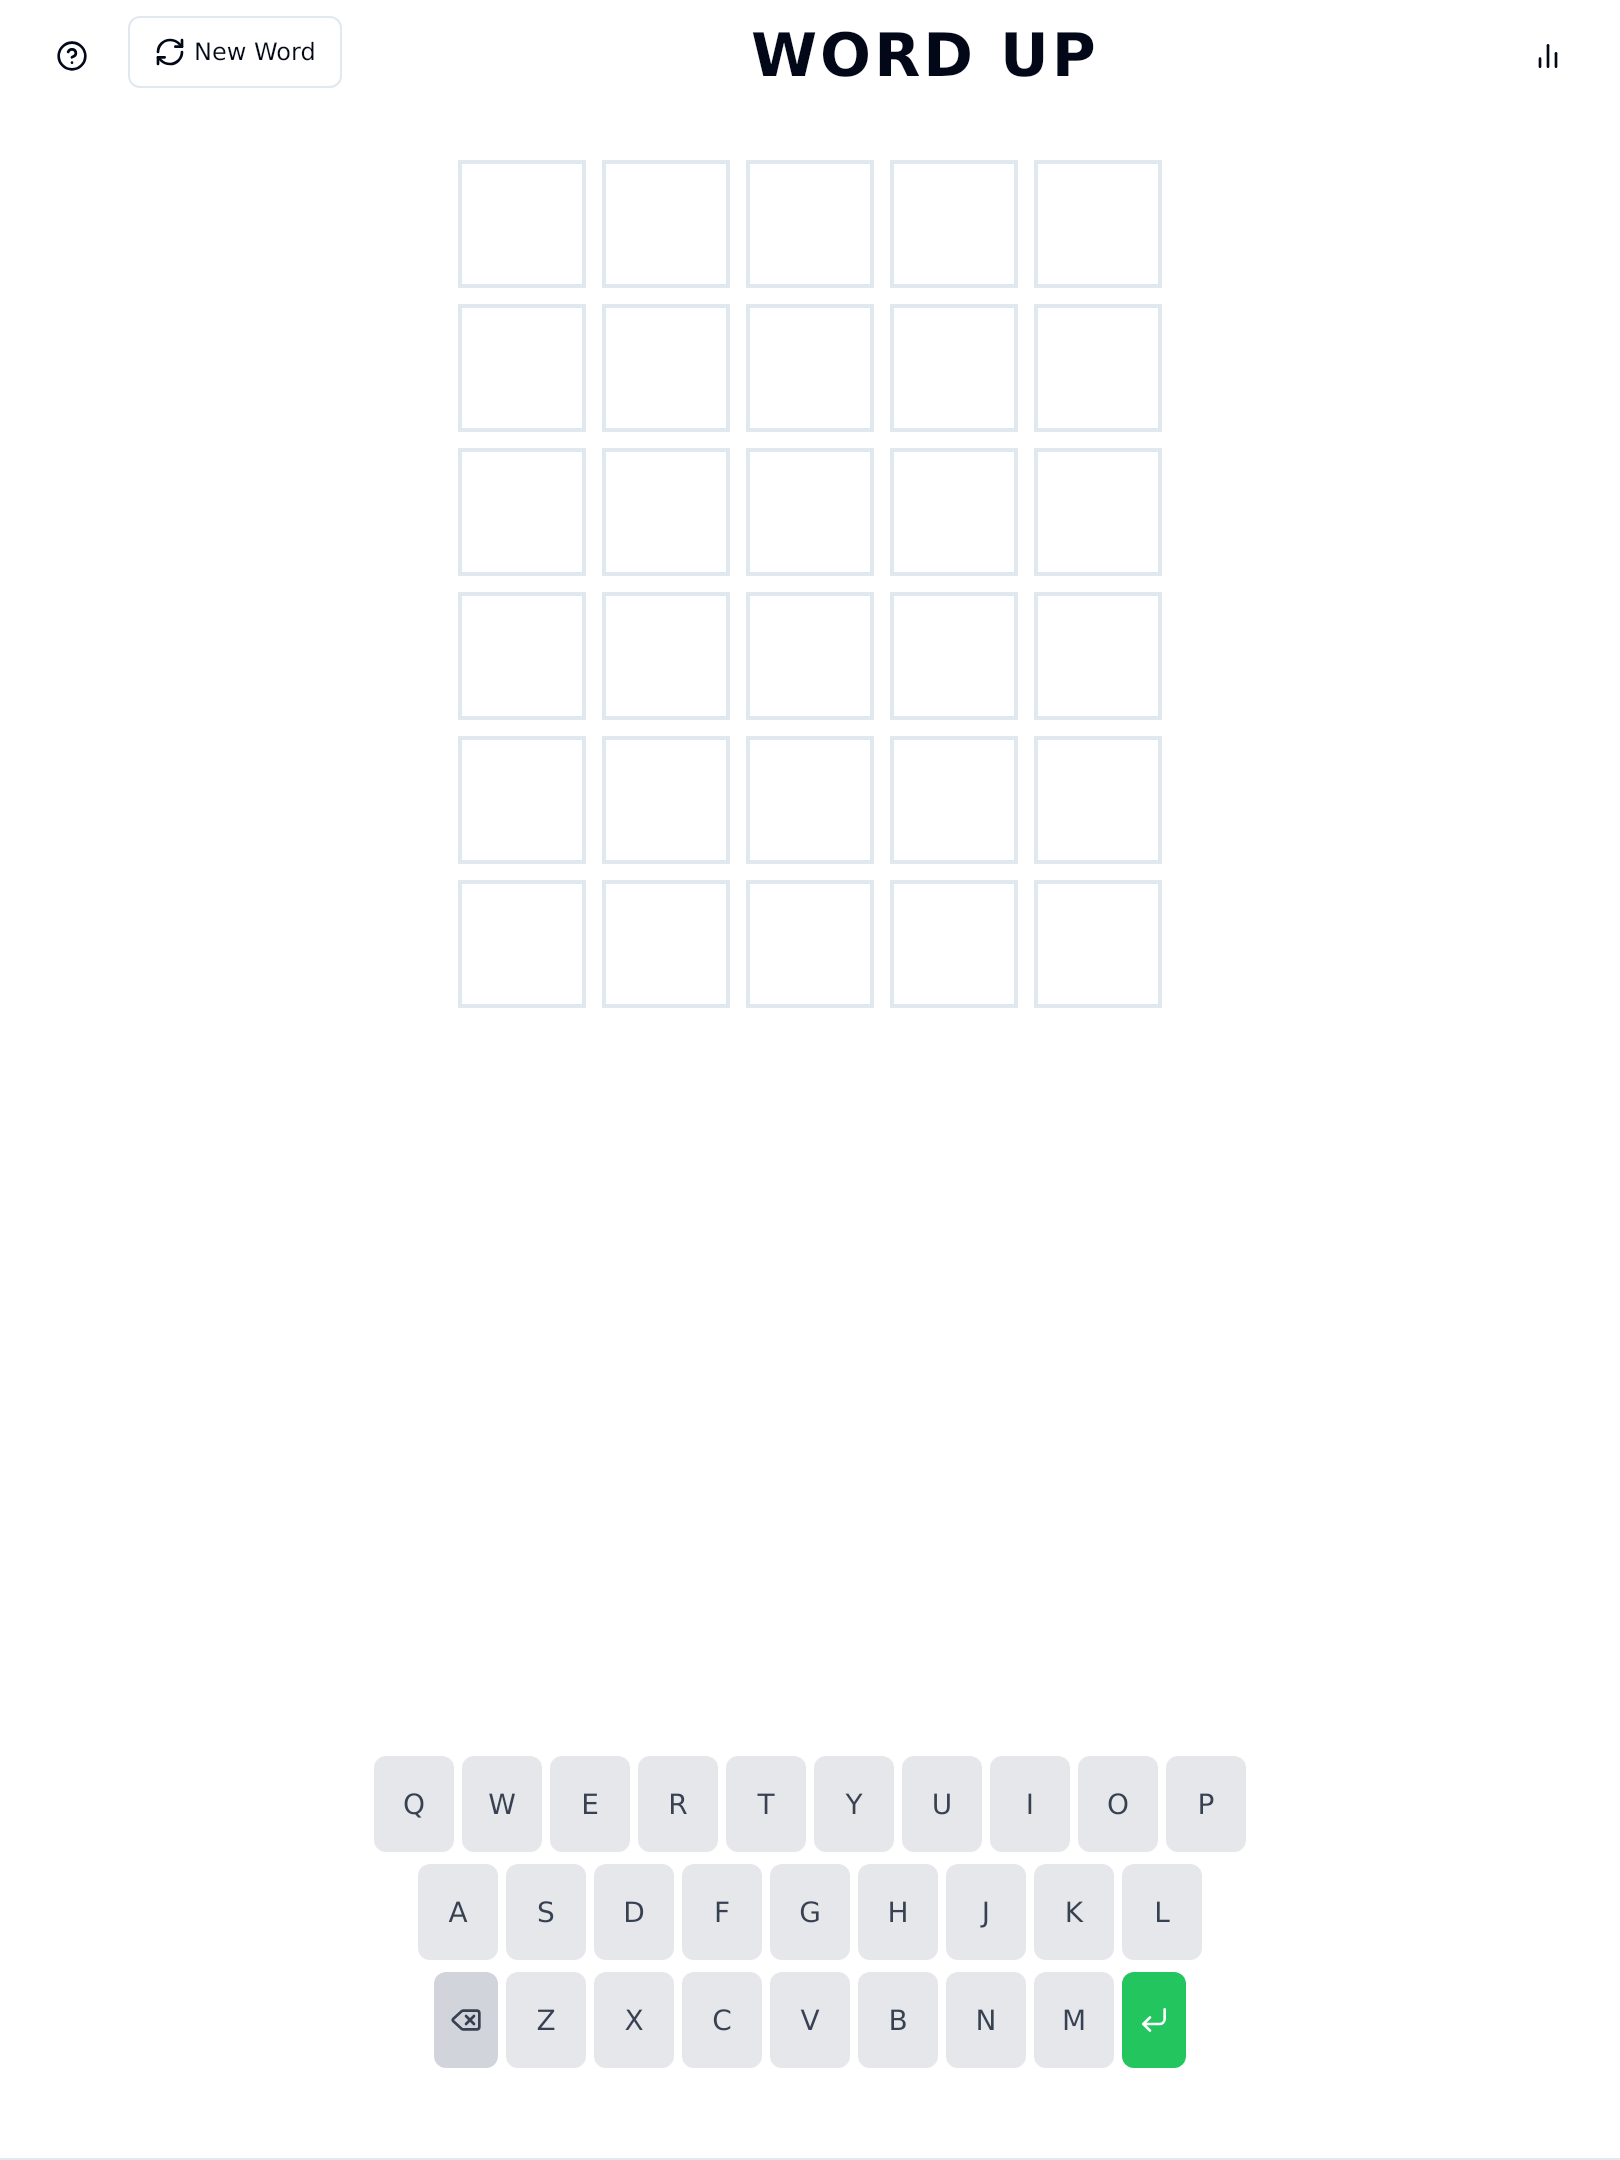 New Word
WORD UP
Q W E R T Y U I O P
A S D F G H J K L
Z X C V B N M